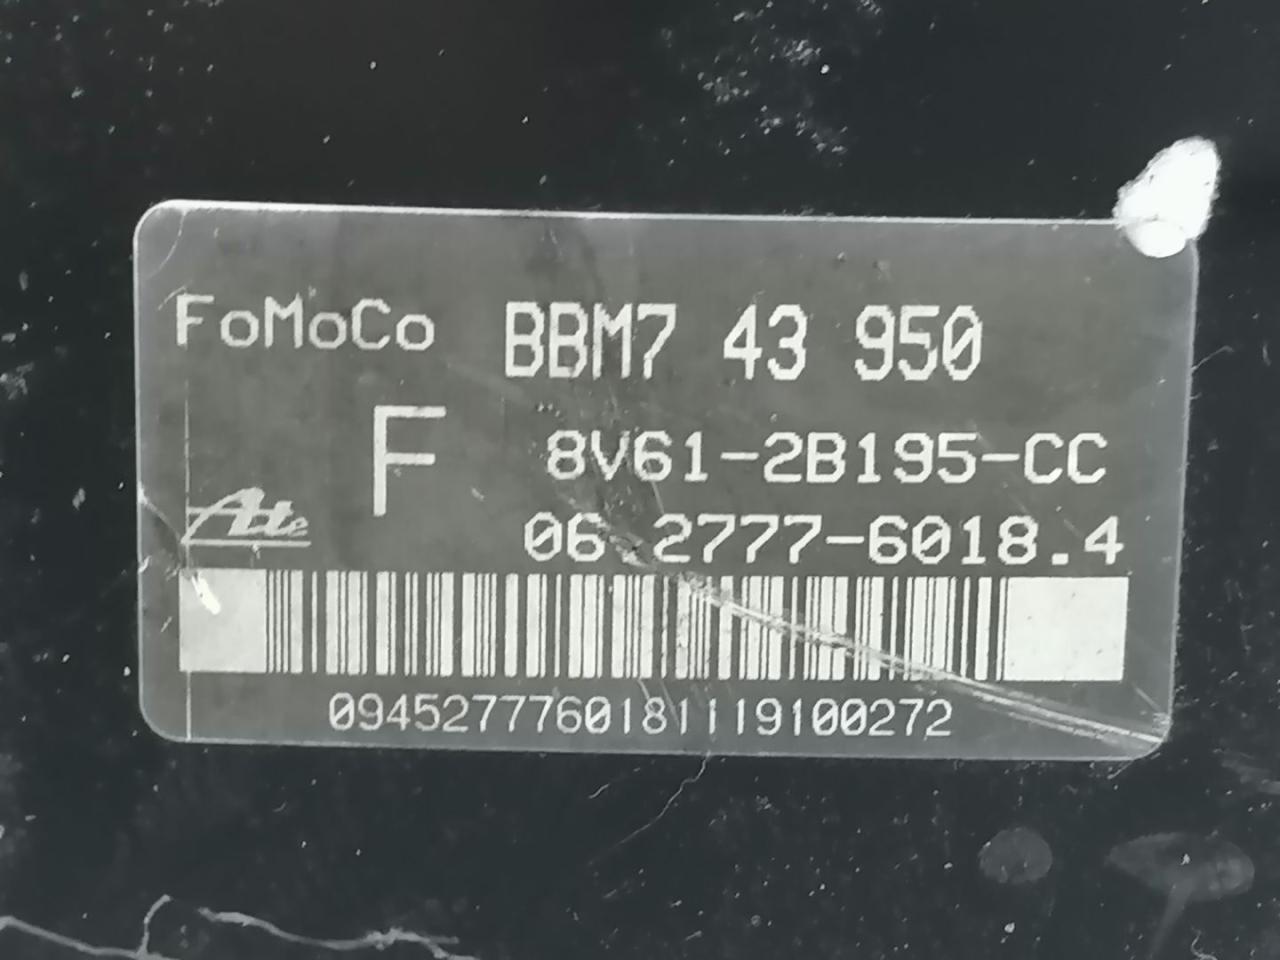 FoMoCo BBM7 43 950
F 8V61-2B195-CC
Ate 06.2777-6018.4
09452777601811119100272